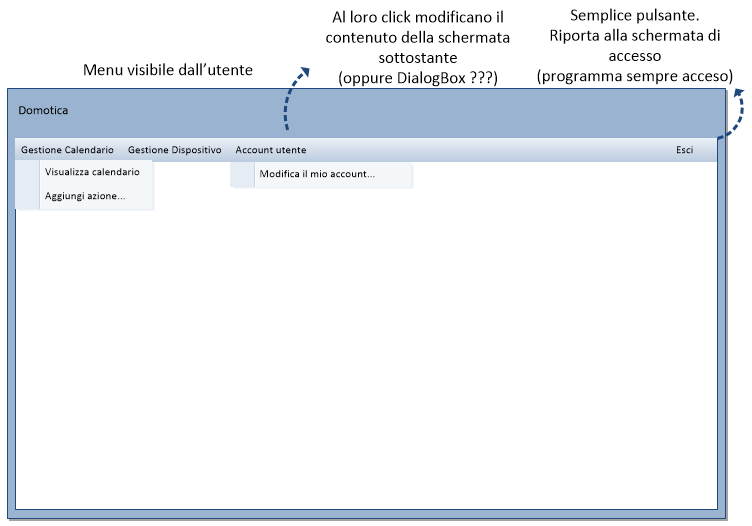 Menu visibile dall'utente
Al loro click modificano il
contenuto della schermata
sottostante
(oppure DialogBox ???)
Semplice pulsante.
Riporta alla schermata di
accesso
(programma sempre acceso)
Domotica
Gestione Calendario Gestione Dispositivo Account utente Esci
Visualizza calendario
Aggiungi azione...
Modifica il mio account...